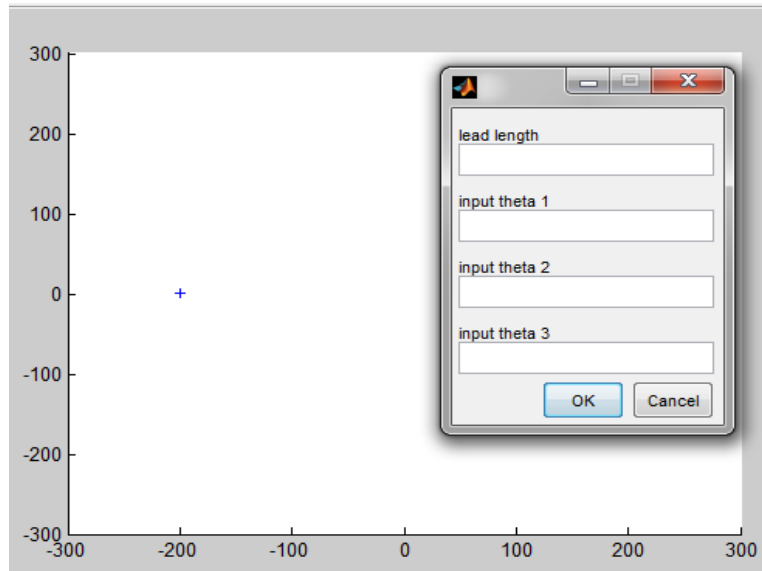 300
200
100
0
-100
-200
-300
-300 -200 -100 0 100 200 300
lead length
input theta 1
input theta 2
input theta 3
OK Cancel